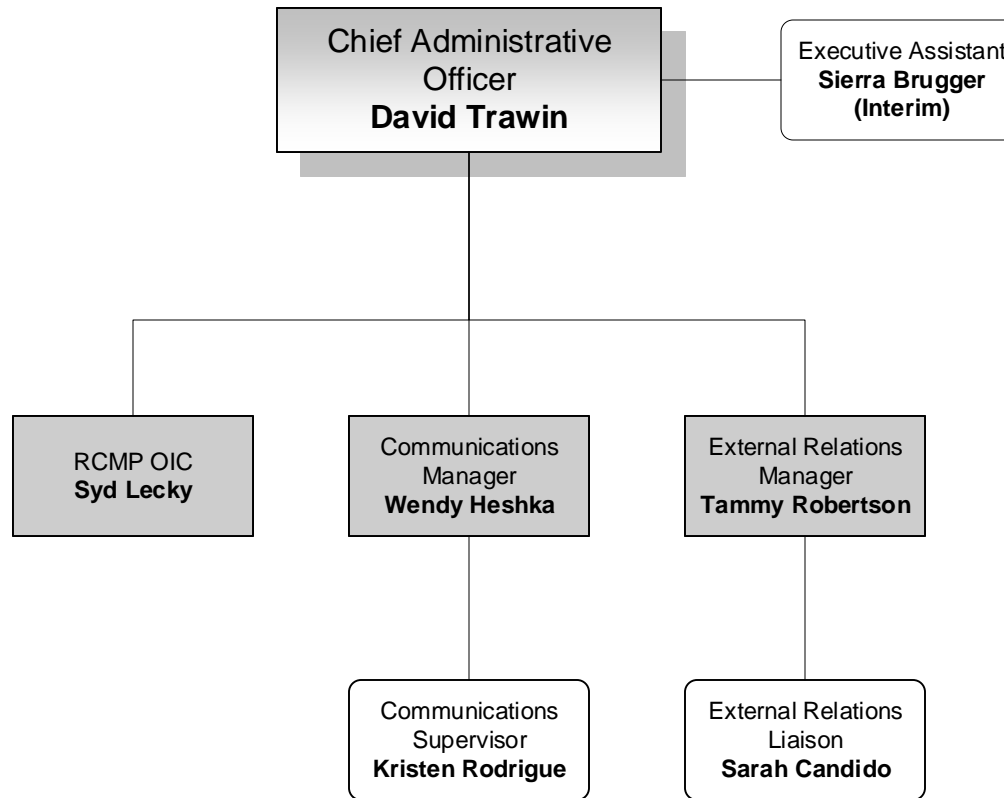 Chief Administrative
Officer
David Trawin
Executive Assistant
Sierra Brugger
(Interim)
RCMP OIC
Syd Lecky
Communications
Manager
Wendy Heshka
External Relations
Manager
Tammy Robertson
Communications
Supervisor
Kristen Rodrigue
External Relations
Liaison
Sarah Candido